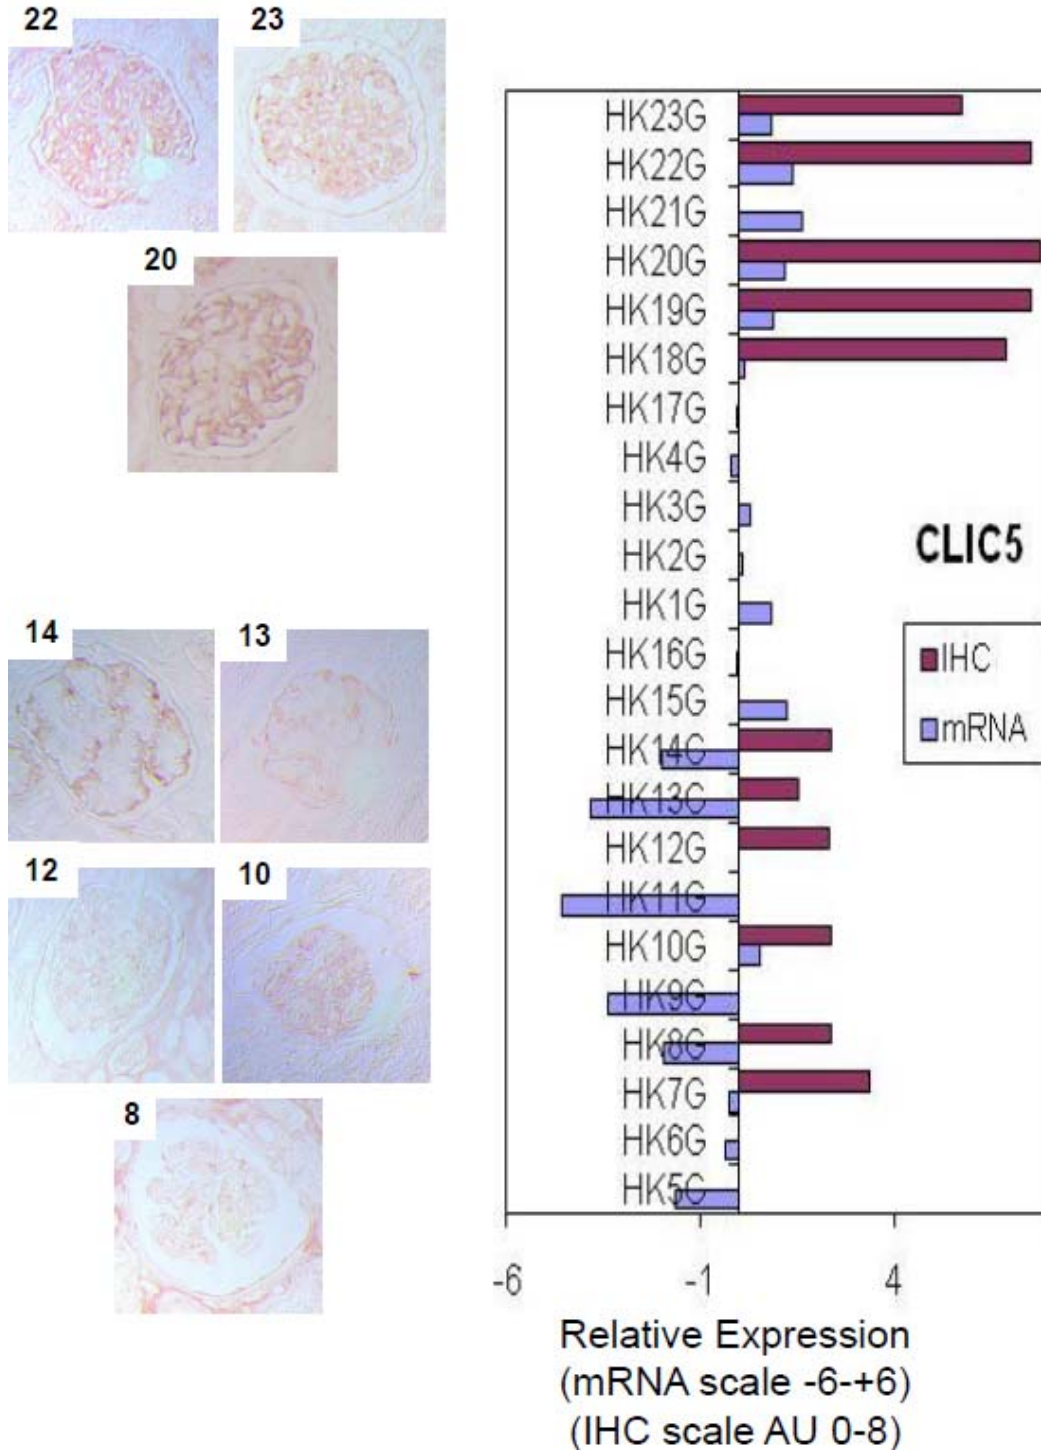 22
23
20
14
13
12
10
8
HK23G
HK22G
HK21G
HK20G
HK19G
HK18G
HK17G
HK4G
HK3G
HK2G
HK1G
HK16G
HK15G
HK14G
HK13G
HK12G
HK11G
HK10G
HK9G
HK8G
HK7G
HK6G
HK5G
CLIC5
IHC
mRNA
-6
-1
4
Relative Expression
(mRNA scale -6-+6)
(IHC scale AU 0-8)